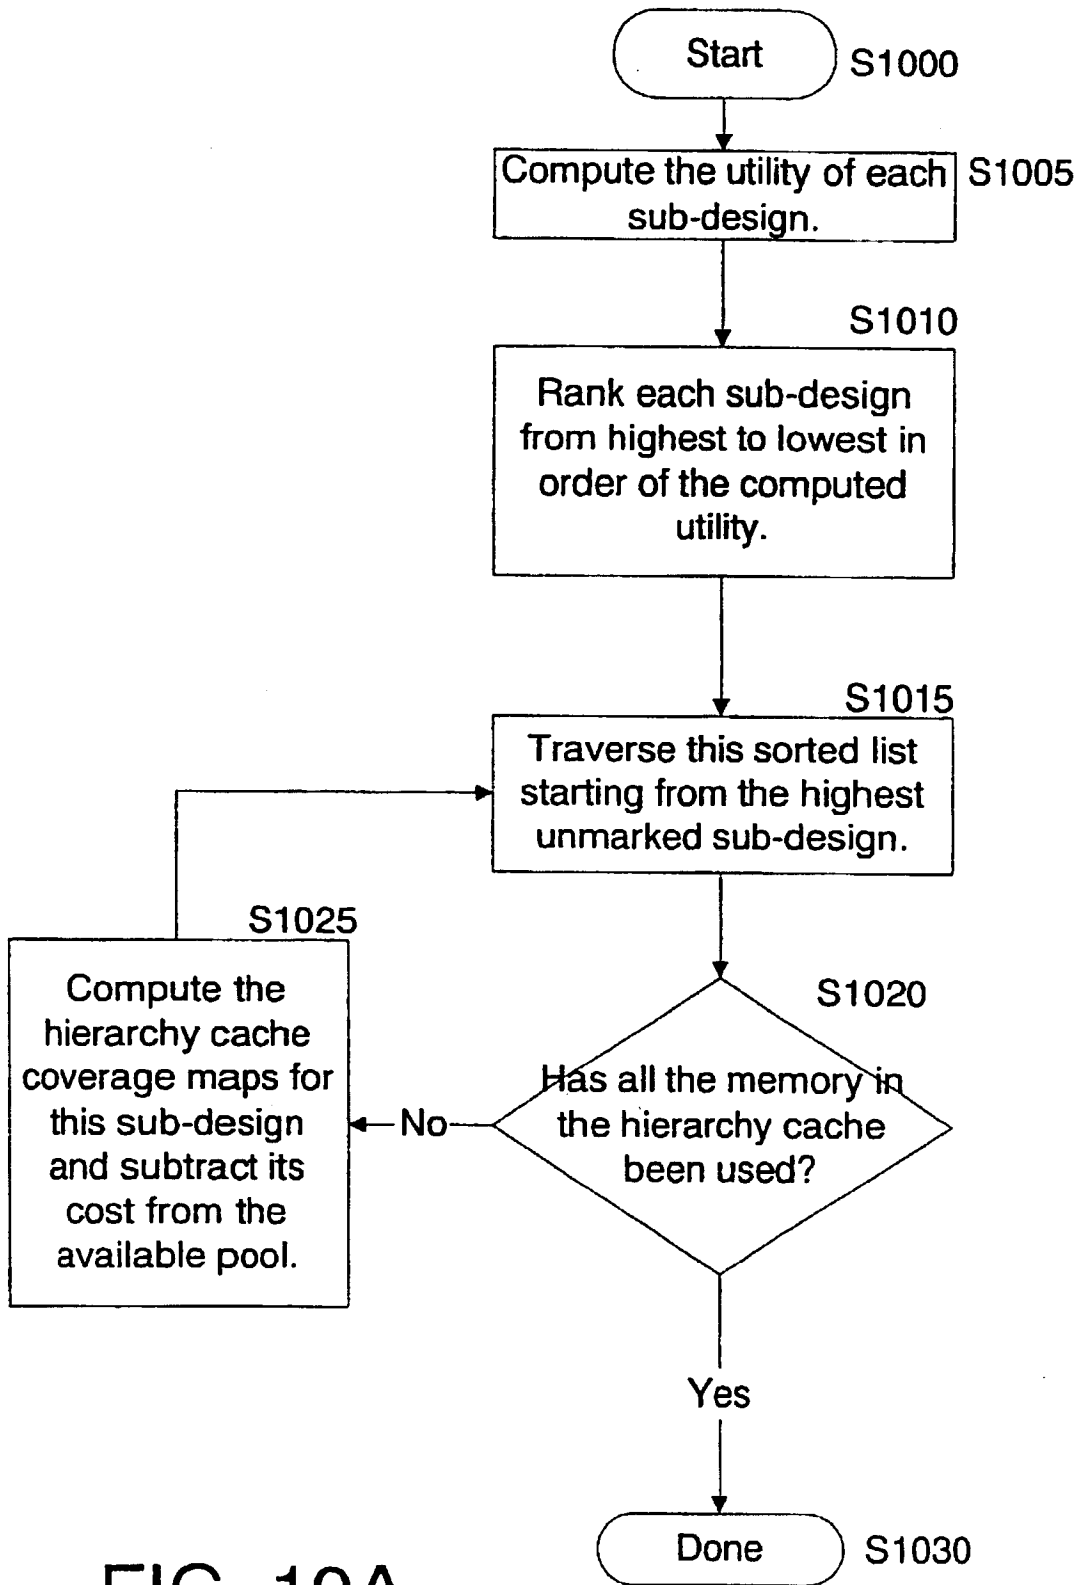 Start
S1000
Compute the utility of each
sub-design.
S1005
S1010
Rank each sub-design
from highest to lowest in
order of the computed
utility.
S1015
Traverse this sorted list
starting from the highest
unmarked sub-design.
S1025
Compute the
hierarchy cache
coverage maps for
this sub-design
and subtract its
cost from the
available pool.
S1020
Has all the memory in
the hierarchy cache
been used?
No
Yes
Done
S1030
FIG. 10A